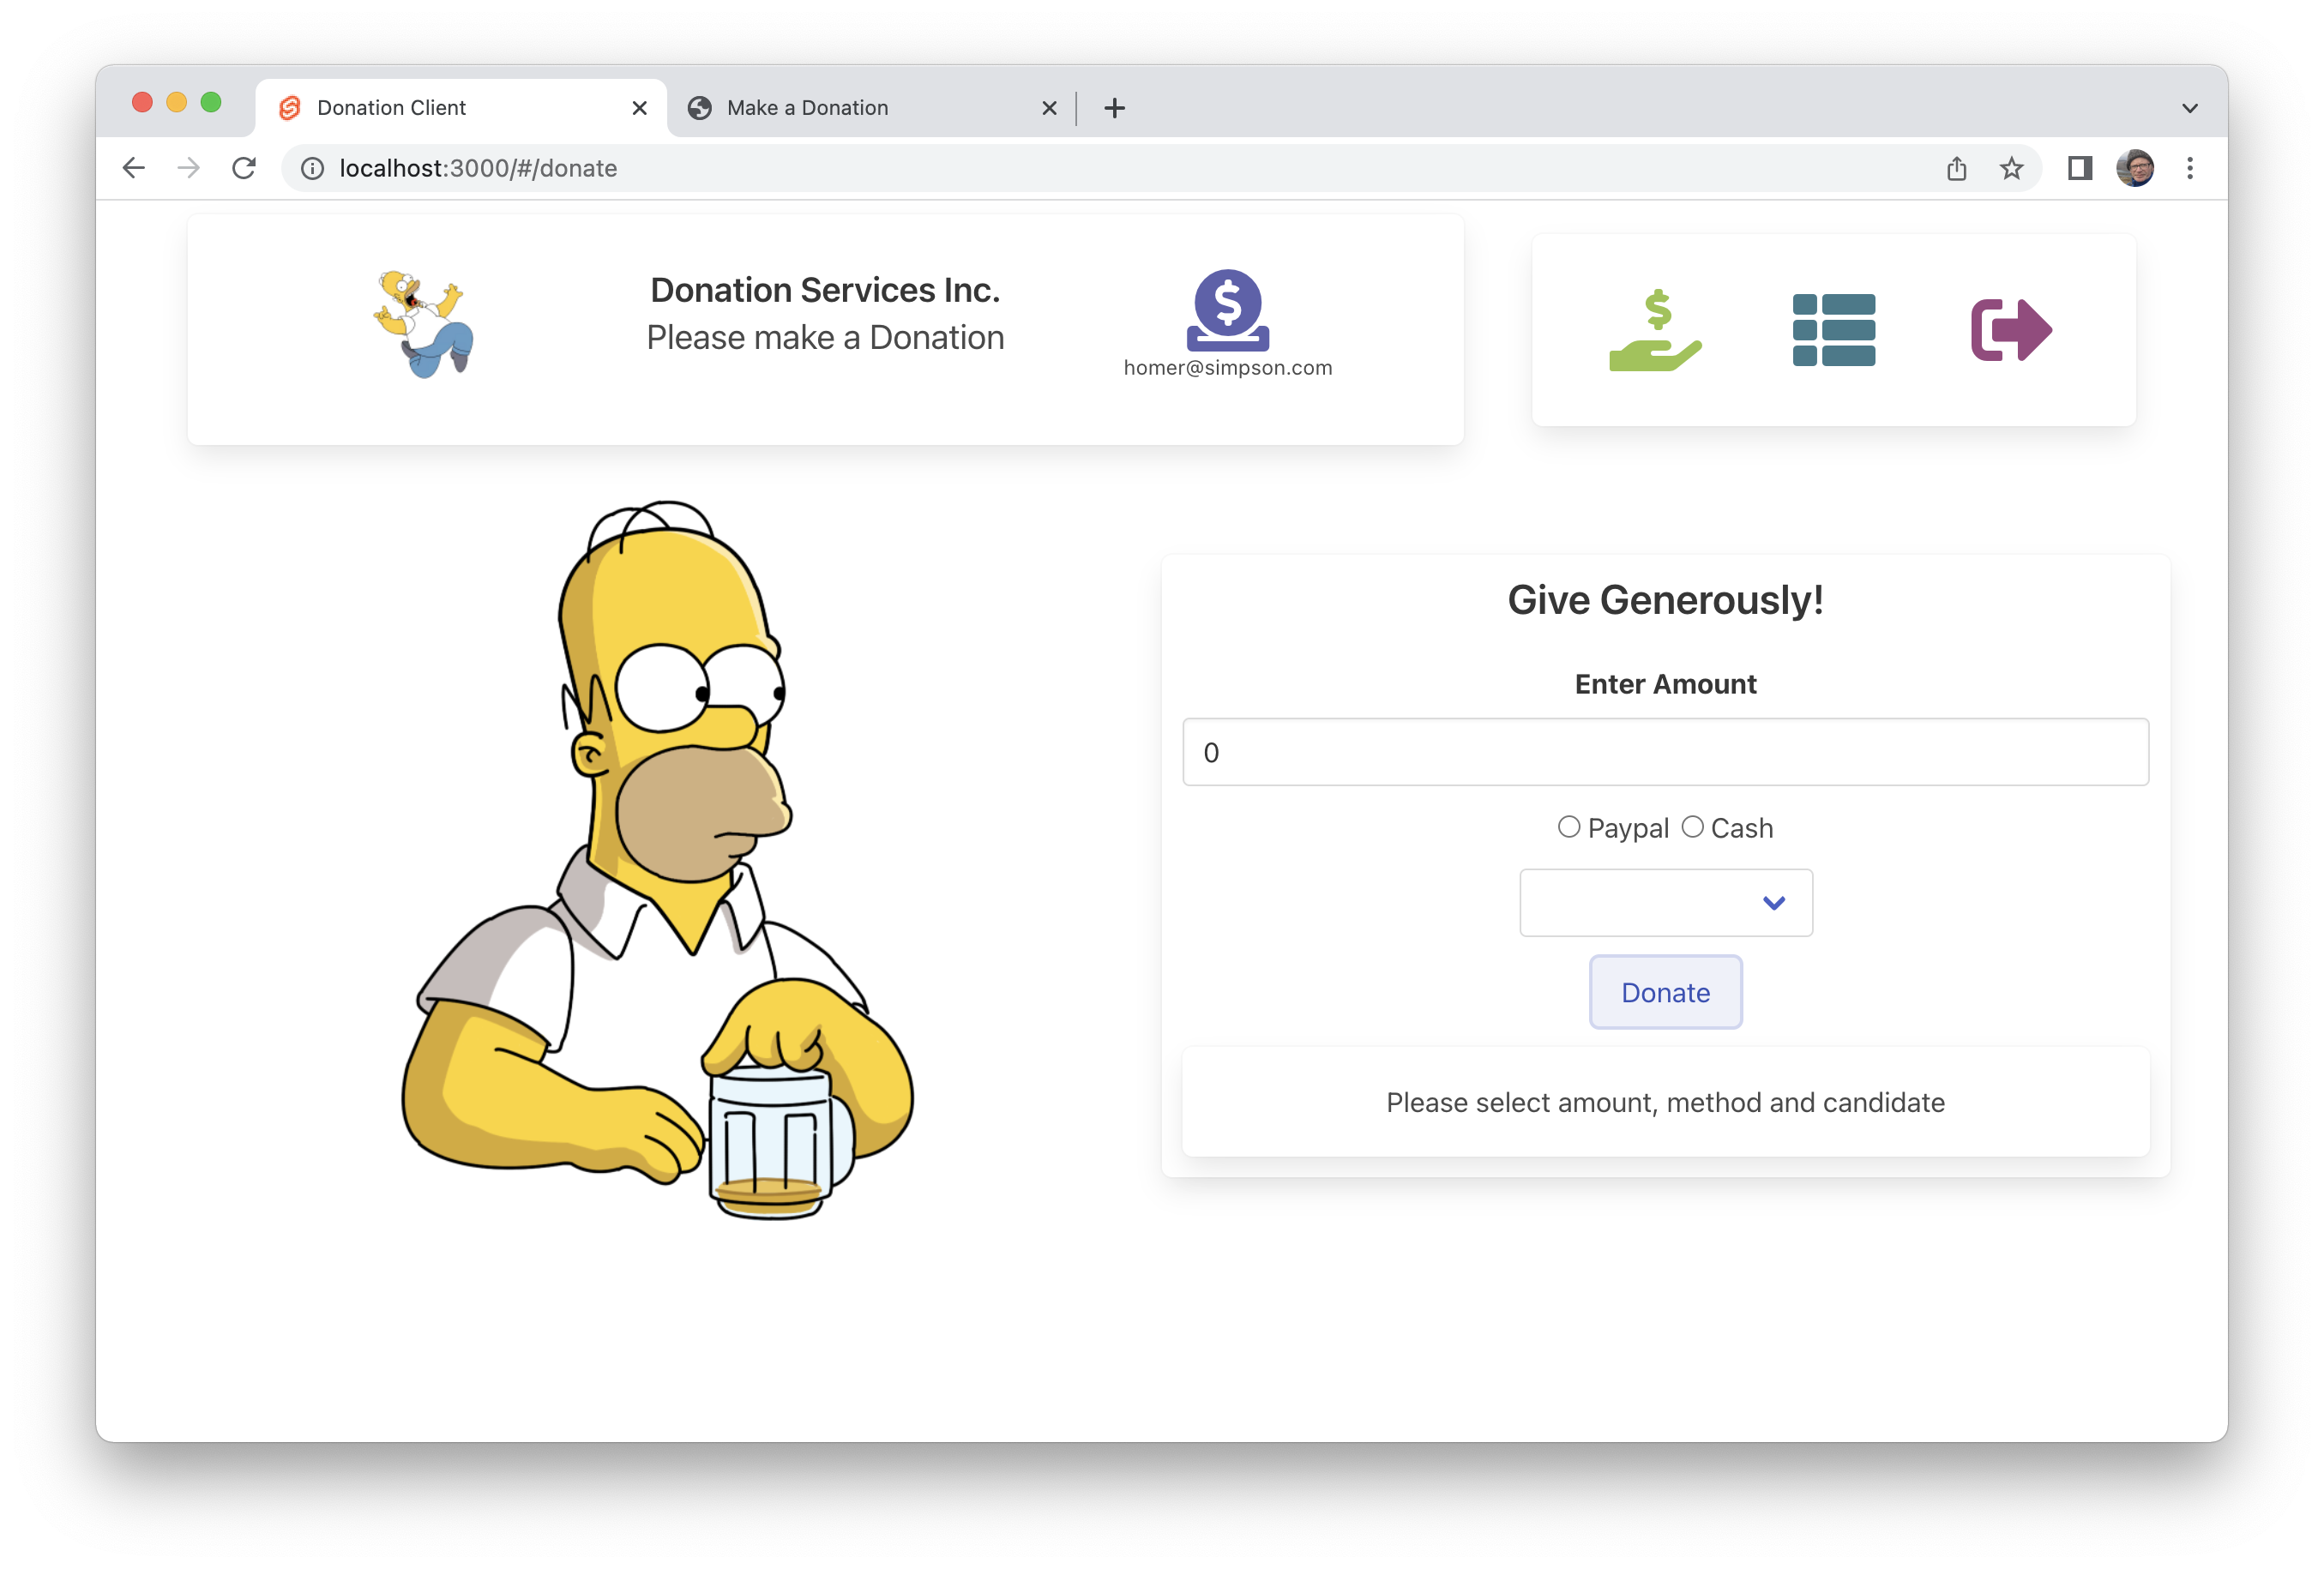 Donation Client
Make a Donation
localhost:3000/#/donate
Donation Services Inc.
Please make a Donation
homer@simpson.com
Give Generously!
Enter Amount
0
Paypal Cash
Donate
Please select amount, method and candidate